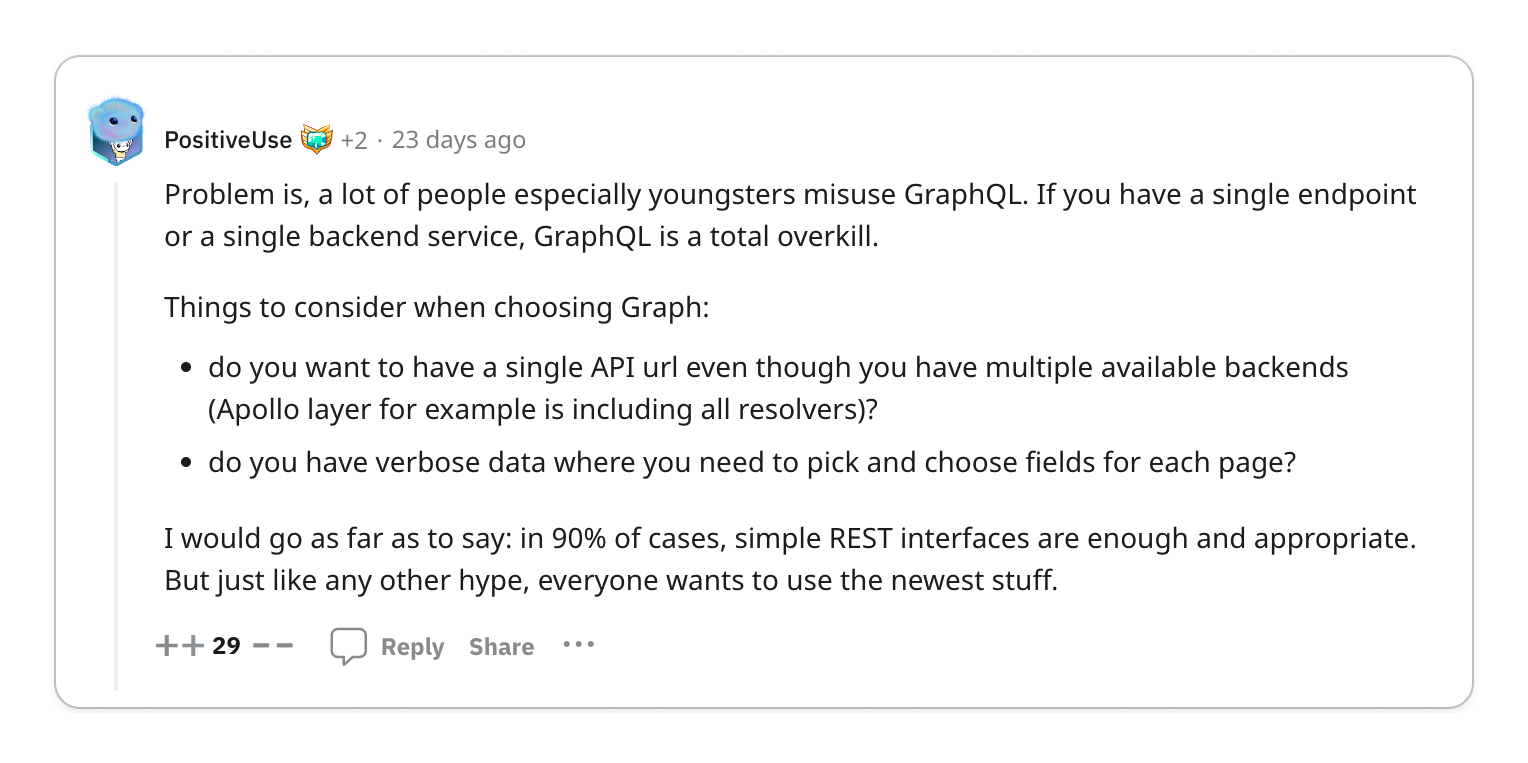 PositiveUse +2 · 23 days ago
Problem is, a lot of people especially youngsters misuse GraphQL. If you have a single endpoint
or a single backend service, GraphQL is a total overkill.
Things to consider when choosing Graph:
• do you want to have a single API url even though you have multiple available backends
(Apollo layer for example is including all resolvers)?
• do you have verbose data where you need to pick and choose fields for each page?
I would go as far as to say: in 90% of cases, simple REST interfaces are enough and appropriate.
But just like any other hype, everyone wants to use the newest stuff.
++ 29 −− Reply Share •••